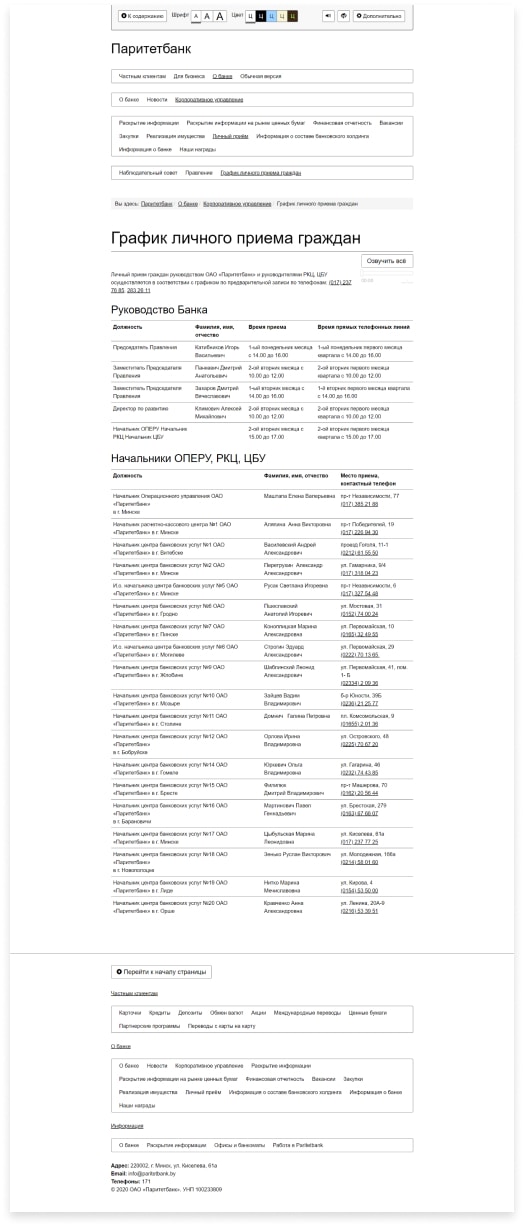 К содержанию Шрифт А А А Цвет Ц Ц Ц Ц Ц Дополнительно
Паритетбанк
Частным клиентам Для бизнеса О банке Обычная версия
О банке Новости Корпоративное управление
Раскрытие информации Раскрытие информации на рынке ценных бумаг Финансовая отчетность Вакансии
Закупки Реализация имущества Личный приём Информация о составе банковского холдинга
Информация о банке Наши награды
Наблюдательный совет Правление График личного приема граждан
Вы здесь: Паритетбанк / О банке / Корпоративное управление / График личного приема граждан
График личного приема граждан
Озвучить всё
Личный прием граждан руководством ОАО «Паритетбанк» и руководителями РКЦ, ЦБУ
осуществляется в соответствии с графиком по предварительной записи по телефонам: (017) 237
78 85, 283 26 11
00:00
Руководство Банка
Должность Фамилия, имя, отчество Время приема Время прямых телефонных линий
Председатель Правления Катибников Игорь Васильевич 1-ый понедельник месяца с 14.00 до 16.00 1-ый понедельник первого месяца квартала с 14.00 до 16.00
Заместитель Председателя Правления Панкевич Дмитрий Анатольевич 2-ой вторник месяца с 10.00 до 12.00 2-ой вторник первого месяца квартала с 10.00 до 12.00
Заместитель Председателя Правления Захаров Дмитрий Вячеславович 1-ый вторник месяца с 14.00 до 16.00 1-й вторник первого месяца квартала с 14.00 до 16.00
Директор по развитию Климович Алексей Михайлович 2-ой вторник месяца с 10.00 до 12.00 2-ой вторник первого месяца квартала с 10.00 до 12.00
Начальник ОПЕРУ Начальник РКЦ Начальник ЦБУ 2-ой вторник месяца с 15.00 до 17.00 2-ой вторник первого месяца квартала с 15.00 до 17.00
Начальники ОПЕРУ, РКЦ, ЦБУ
Должность Фамилия, имя, отчество Место приема, контактный телефон
Начальник Операционного управления ОАО «Паритетбанк» в г. Минске Елена Валерьевна пр-т Независимости, 77 (017) 385 21 88
Начальник расчетно-кассового центра №1 ОАО «Паритетбанк» в г. Минске Анна Викторовна пр-т Победителей, 19 (017) 226 94 30
Начальник центра банковских услуг №1 ОАО «Паритетбанк» в г. Витебске Василевский Андрей Александрович проезд Гоголя, 11-1 (0212) 61 55 50
Начальник центра банковских услуг №2 ОАО «Паритетбанк» в г. Минске Перетрухин Александр Александрович ул. Гамарника, 9/4 (017) 316 04 23
И.о. начальника центра банковских услуг №5 ОАО «Паритетбанк» в г. Минске Русак Светлана Игоревна пр-т Независимости, 6 (017) 327 54 48
Начальник центра банковских услуг №6 ОАО «Паритетбанк» в г. Гродно Анатолий Игоревич ул. Мостовая, 31 (0152) 74 00 24
Начальник центра банковских услуг №7 ОАО «Паритетбанк» в г. Пинске Коноплицкая Марина Александровна ул. Первомайская, 10 (0165) 32 49 55
И.о. начальника центра банковских услуг №8 ОАО «Паритетбанк» в г. Могилеве Строгин Эдуард Александрович ул. Первомайская, 29 (0222) 70 13 65
Начальник центра банковских услуг №9 ОАО «Паритетбанк» в г. Жлобине Шаблинский Леонид Александрович ул. Первомайская, 41, пом. 1- Б (02334) 2 09 36
Начальник центра банковских услуг №10 ОАО «Паритетбанк» в г. Мозыре Зайцев Вадим Владимирович б-р Юности, 39Б (0236) 21 25 77
Начальник центра банковских услуг №11 ОАО «Паритетбанк» в г. Столине Домнич Галина Петровна пл. Комсомольская, 9 (01655) 2 01 36
Начальник центра банковских услуг №12 ОАО «Паритетбанк» в г. Бобруйске Орлова Ирина Владимировна ул. Островского, 48 (0225) 70 67 20
Начальник центра банковских услуг №14 ОАО «Паритетбанк» в г. Гомеле Юркевич Ольга Владимировна ул. Гагарина, 46 (0232) 74 43 85
Начальник центра банковских услуг №15 ОАО «Паритетбанк» в г. Бресте Филипюк Дмитрий Владимирович пр-т Машерова, 70 (0162) 20 56 44
Начальник центра банковских услуг №16 ОАО «Паритетбанк» в г. Барановичи Мартинович Павел Геннадьевич ул. Брестская, 279 (0163) 67 68 07
Начальник центра банковских услуг №17 ОАО «Паритетбанк» в г. Минске Цыбульская Марина Леонидовна ул. Киселева, 61а (017) 237 77 25
Начальник центра банковских услуг №18 ОАО «Паритетбанк» в г. Новополоцке Зенько Руслан Викторович ул. Молодежная, 166а (0214) 58 01 60
Начальник центра банковских услуг №19 ОАО «Паритетбанк» в г. Лиде Нитко Марина Мечиславовна ул. Кирова, 4 (0154) 53 50 00
Начальник центра банковских услуг №20 ОАО «Паритетбанк» в г. Орше Кравченко Анна Александровна ул. Ленина, 20А-9 (0216) 53 30 51
Перейти к началу страницы
Частным клиентам
Карточки Кредиты Депозиты Обмен валют Акции Международные переводы Ценные бумаги
Партнерские программы Переводы с карты на карту
О банке
О банке Новости Корпоративное управление Раскрытие информации
Раскрытие информации на рынке ценных бумаг Финансовая отчетность Вакансии Закупки
Реализация имущества Личный приём Информация о составе банковского холдинга Информация о банке
Наши награды
Информация
О банке Раскрытие информации Офисы и банкоматы Работа в Paritetbank
Адрес: 220002, г. Минск, ул. Киселева, 61а
Email: info@paritetbank.by
Телефоны: 171
© 2020 ОАО «Паритетбанк». УНП 100233809